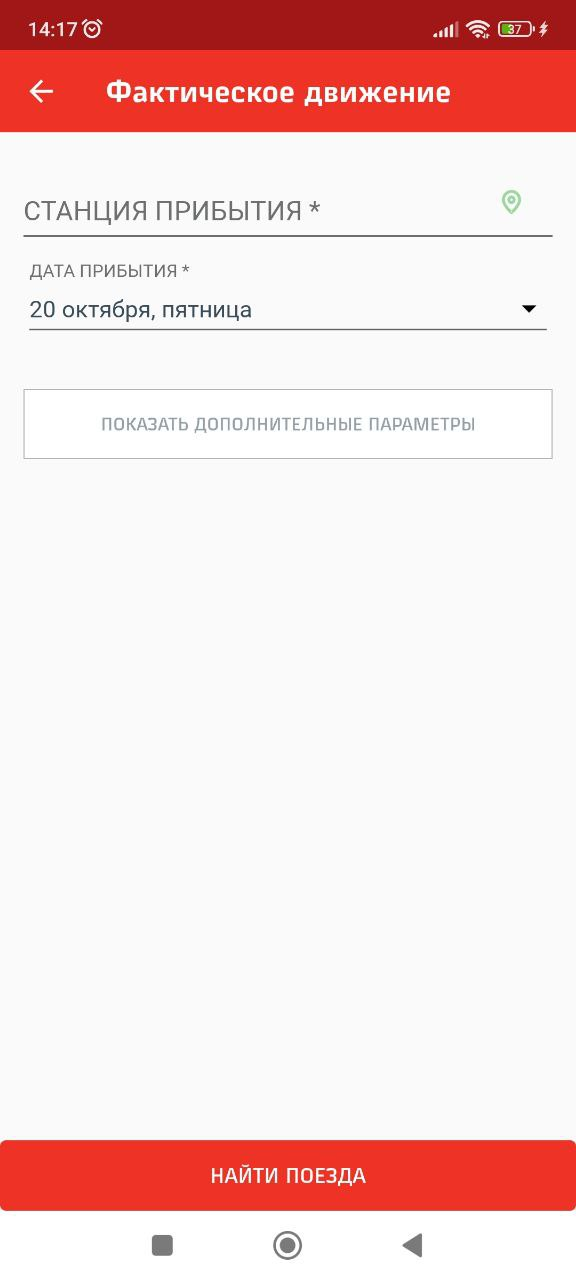 14:17
37
Фактическое движение
СТАНЦИЯ ПРИБЫТИЯ *
ДАТА ПРИБЫТИЯ *
20 октября, пятница
ПОКАЗАТЬ ДОПОЛНИТЕЛЬНЫЕ ПАРАМЕТРЫ
НАЙТИ ПОЕЗДА